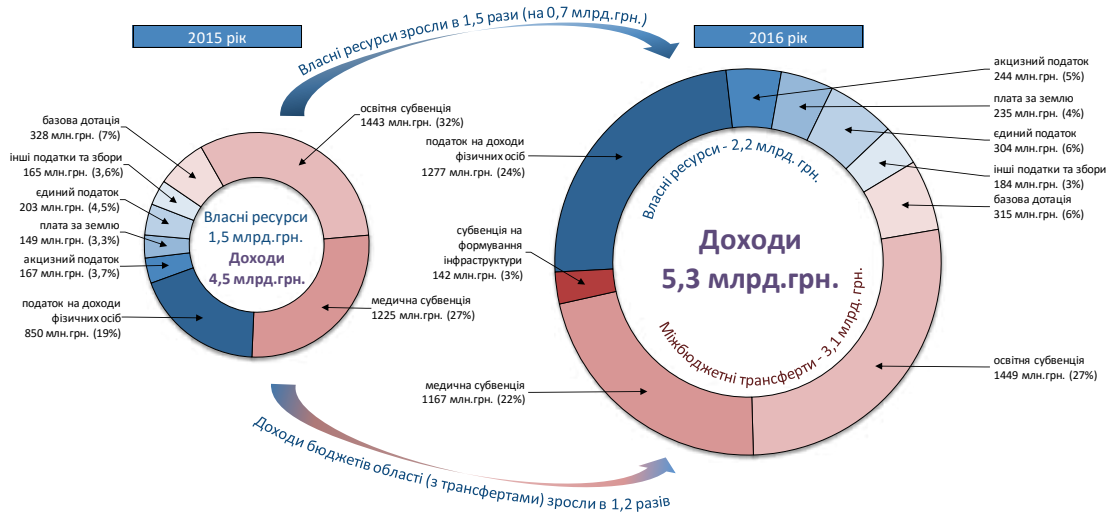 Власні ресурси зросли в 1,5 рази (на 0,7 млрд.грн.)
2015 рік
2016 рік
освітня субвенція
1443 млн.грн. (32%)
базова дотація
328 млн.грн. (7%)
інші податки та збори
165 млн.грн. (3,6%)
єдиний податок
203 млн.грн. (4,5%)
плата за землю
149 млн.грн. (3,3%)
акцизний податок
167 млн.грн. (3,7%)
податок на доходи
фізичних осіб
850 млн.грн. (19%)
медична субвенція
1225 млн.грн. (27%)
Власні ресурси
1,5 млрд.грн.
Доходи
4,5 млрд.грн.
акцизний податок
244 млн.грн. (5%)
плата за землю
235 млн.грн. (4%)
єдиний податок
304 млн.грн. (6%)
інші податки та збори
184 млн.грн. (3%)
базова дотація
315 млн.грн. (6%)
податок на доходи
фізичних осіб
1277 млн.грн. (24%)
субвенція на
формування
інфраструктури
142 млн.грн. (3%)
медична субвенція
1167 млн.грн. (22%)
освітня субвенція
1449 млн.грн. (27%)
Власні ресурси - 2,2 млрд. грн.
Доходи
5,3 млрд.грн.
Міжбюджетні трансферти - 3,1 млрд. грн.
Доходи бюджетів області (з трансфертами) зросли в 1,2 разів